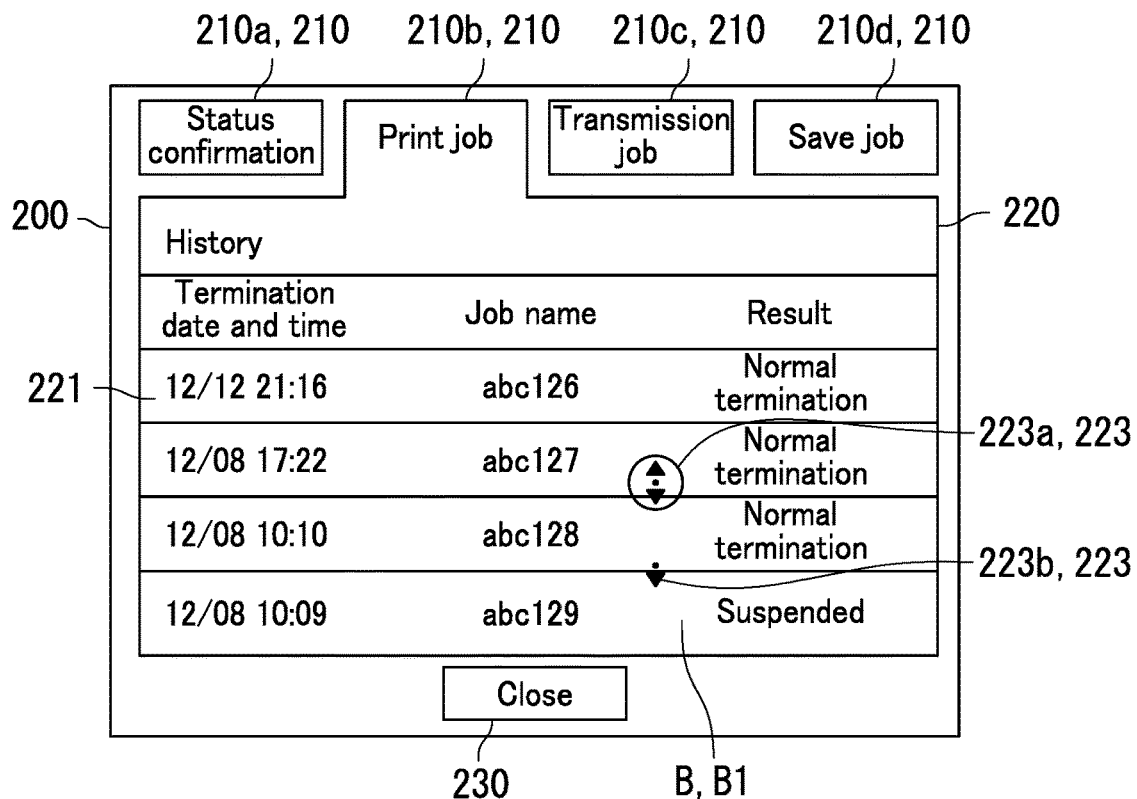 210a, 210 210b, 210 210c, 210 210d, 210
Status
confirmation
Print job
Transmission
job
Save job
200
220
History
Termination
date and time
Job name
Result
221
12/12 21:16
abc126
Normal
termination
12/08 17:22
abc127
Normal
termination
223a, 223
12/08 10:10
abc128
Normal
termination
223b, 223
12/08 10:09
abc129
Suspended
Close
230
B, B1